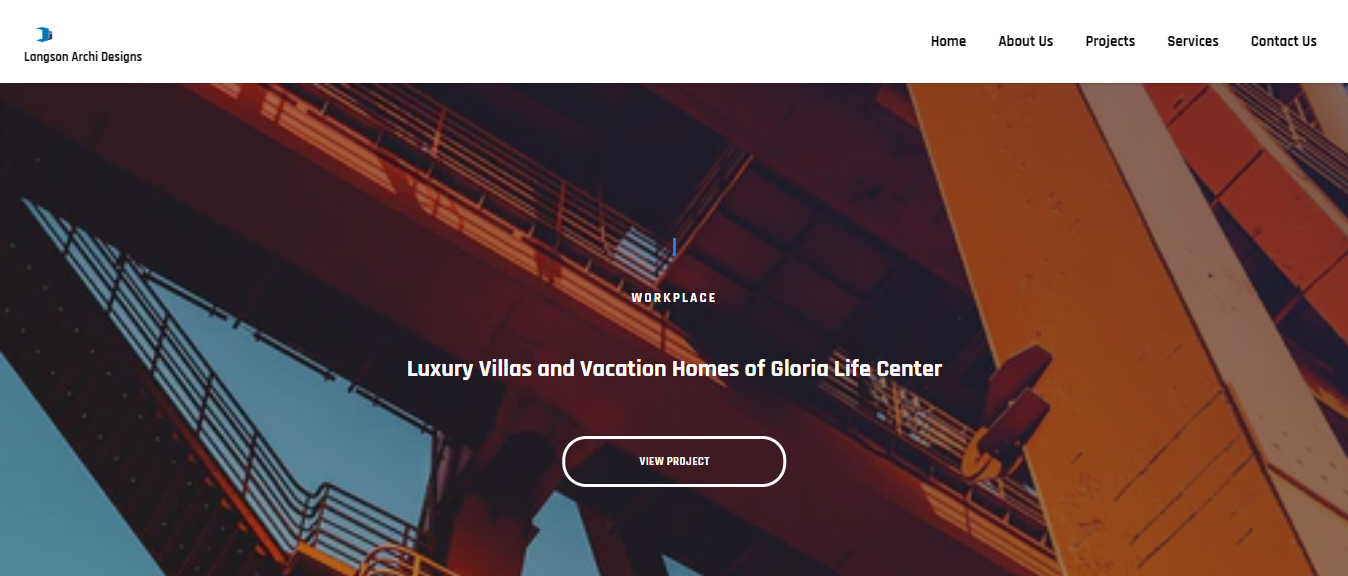 Langson Archi Designs
Home About Us Projects Services Contact Us
WORKPLACE
Luxury Villas and Vacation Homes of Gloria Life Center
VIEW PROJECT